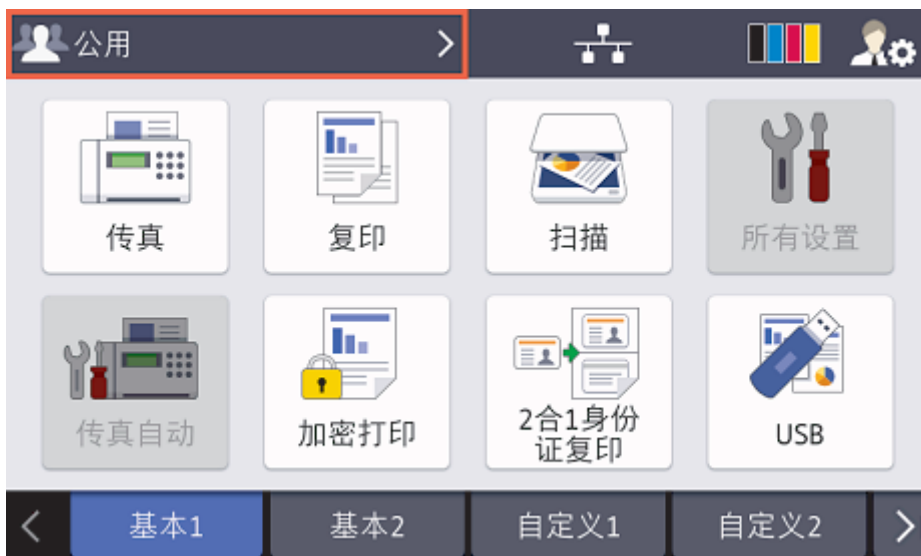 公用
传真
复印
扫描
所有设置
传真自动
加密打印
2合1身份
证复印
USB
基本1
基本2
自定义1
自定义2